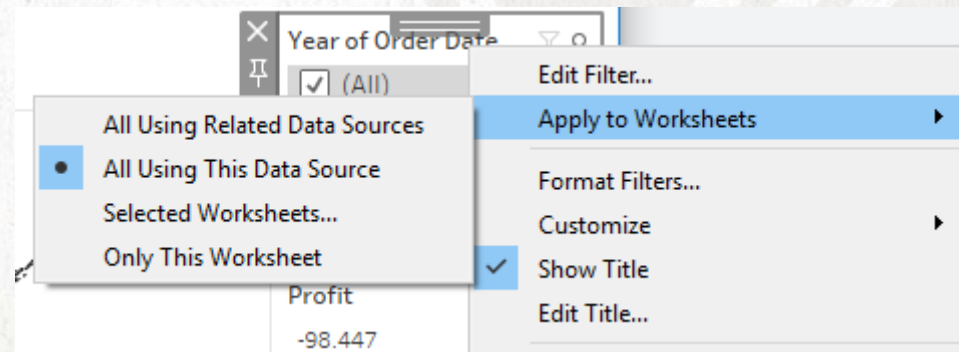 Year of Order Date
(All)
Edit Filter...
Apply to Worksheets
All Using Related Data Sources
All Using This Data Source
Selected Worksheets...
Only This Worksheet
Format Filters...
Customize
Show Title
Edit Title...
Profit
-98.447